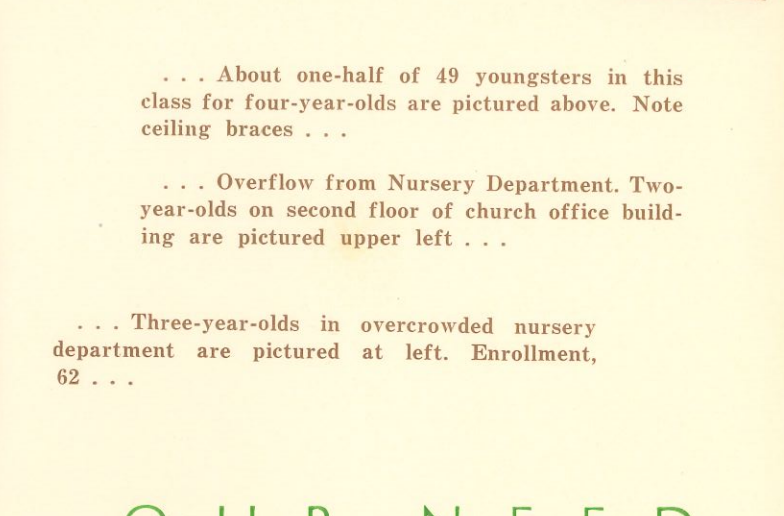 . . . About one-half of 49 youngsters in this
class for four-year-olds are pictured above. Note
ceiling braces . . .
. . . Overflow from Nursery Department. Two-
year-olds on second floor of church office build-
ing are pictured upper left . . .
. . . Three-year-olds in overcrowded nursery
department are pictured at left. Enrollment,
62 . . .
OUR NEED